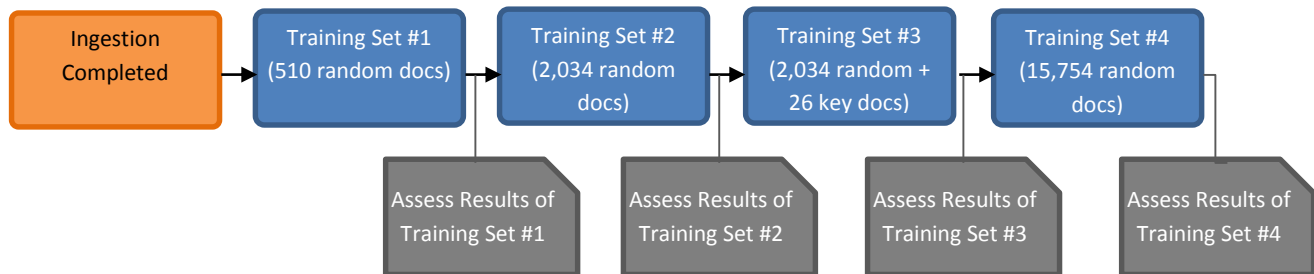 Ingestion
Completed
Training Set #1
(510 random docs)
Training Set #2
(2,034 random
docs)
Training Set #3
(2,034 random +
26 key docs)
Training Set #4
(15,754 random
docs)
Assess Results of
Training Set #1
Assess Results of
Training Set #2
Assess Results of
Training Set #3
Assess Results of
Training Set #4